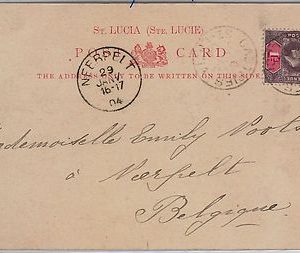 ST. LUCIA (STE. LUCIE)
POST CARD
THE ADDRESS ONLY TO BE WRITTEN ON THIS SIDE
NEERPELT
29
JANV
16-17
04
Mademoiselle Emily
à Neerpelt
Belgique